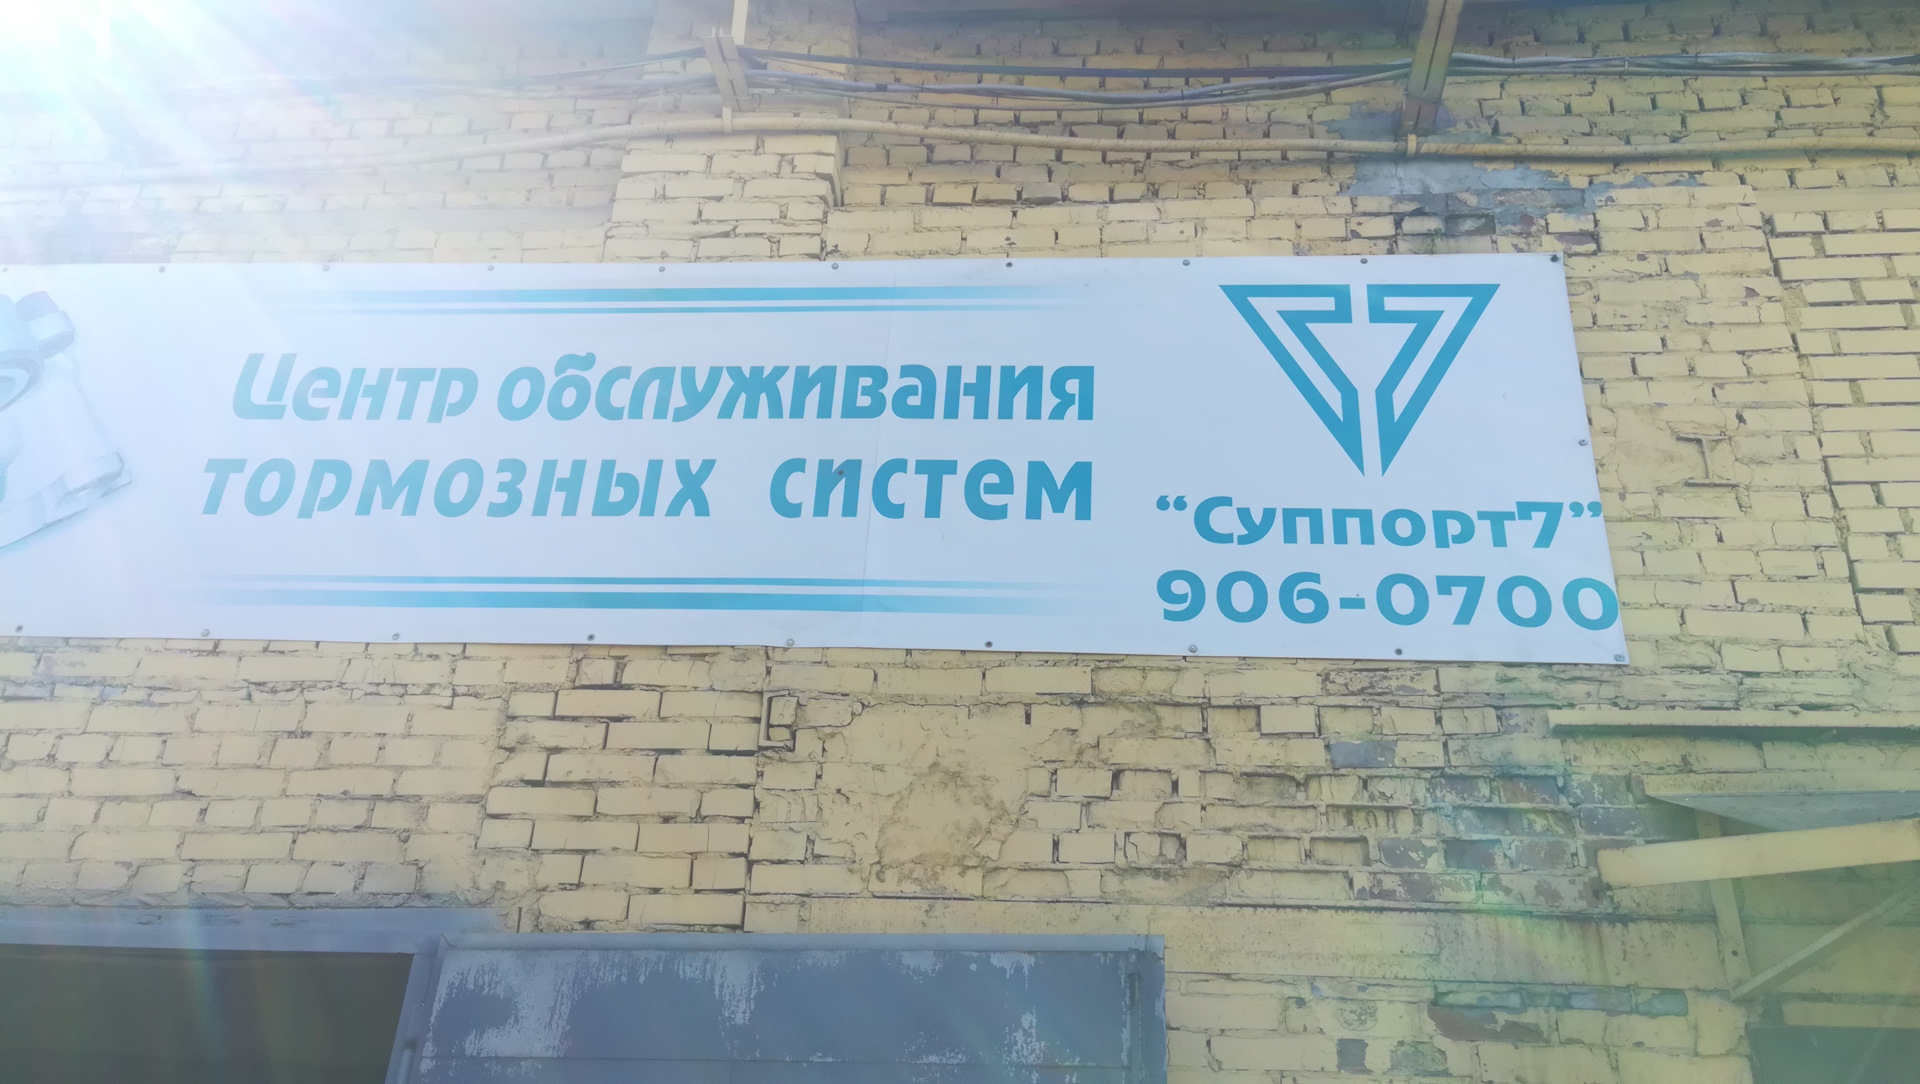 Центр обслуживания
тормозных систем
“Суппорт7”
906-0700